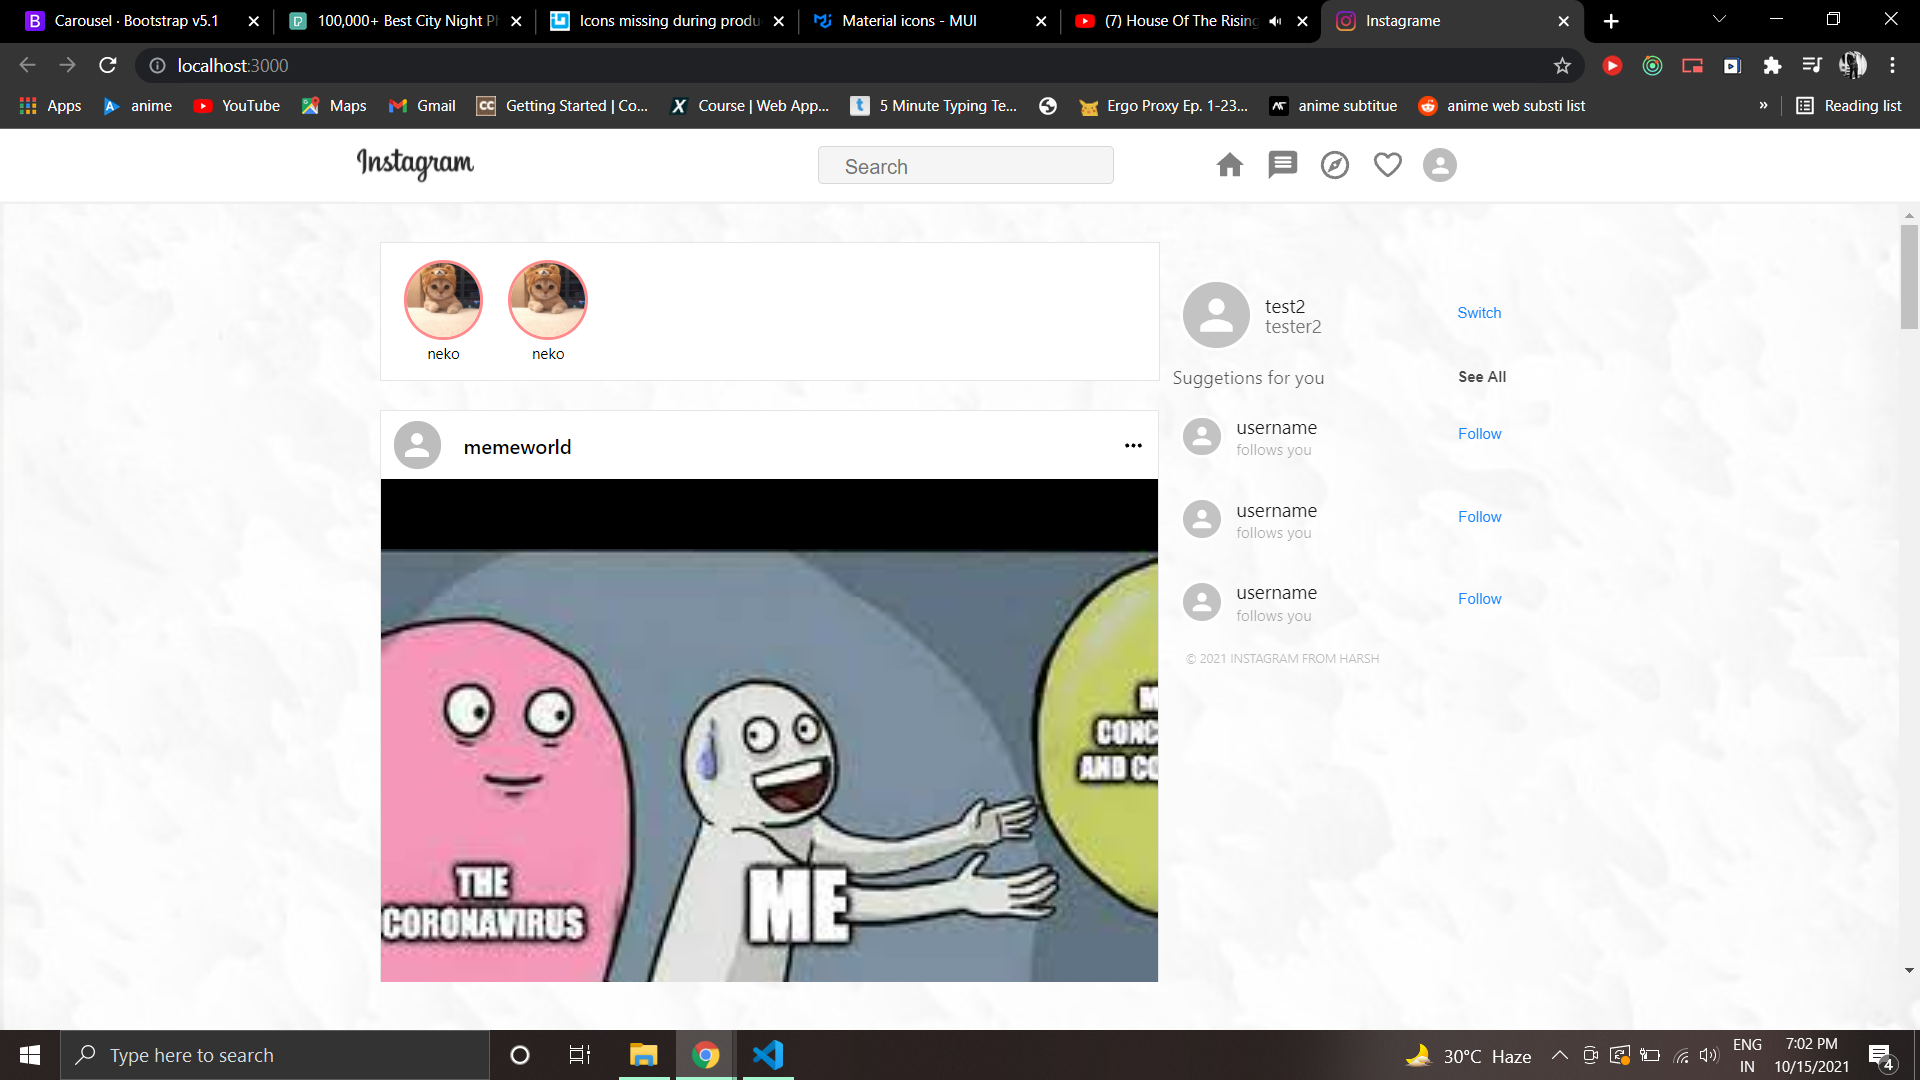 Carousel · Bootstrap v5.1
100,000+ Best City Night Ph
Icons missing during produ
Material icons - MUI
(7) House Of The Rising
Instagrame
localhost:3000
Apps
anime
YouTube
Maps
Gmail
Getting Started | Co...
Course | Web App...
5 Minute Typing Te...
Ergo Proxy Ep. 1-23...
anime subtitue
anime web substi list
»
Reading list
Instagram
Search
neko
neko
test2
tester2
Switch
Suggetions for you
See All
memeworld
username
follows you
Follow
username
follows you
Follow
username
follows you
Follow
© 2021 INSTAGRAM FROM HARSH
THE
CORONAVIRUS
ME
CONC
AND CO
Type here to search
30°C Haze
ENG
IN
7:02 PM
10/15/2021
4